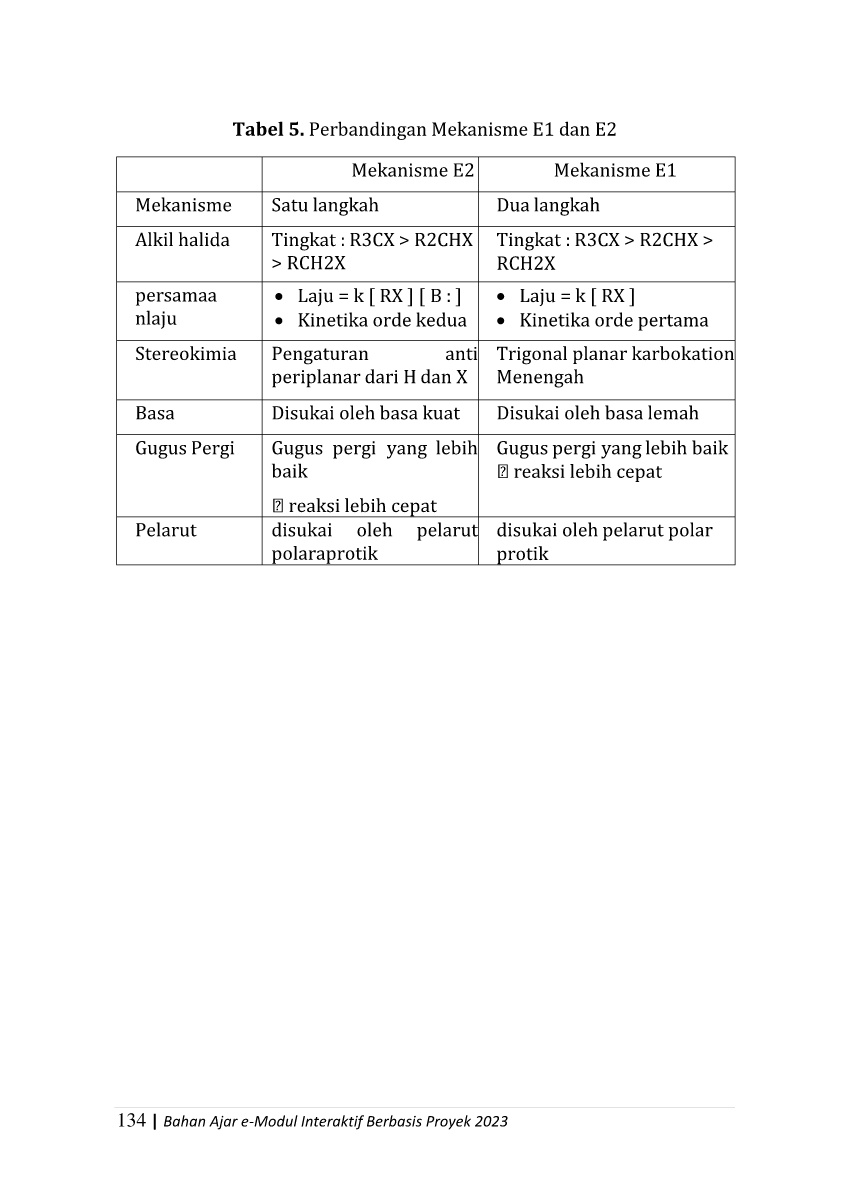 Tabel 5. Perbandingan Mekanisme E1 dan E2
Mekanisme E2
Mekanisme E1
Mekanisme
Satu langkah
Dua langkah
Alkil halida
Tingkat : R3CX > R2CHX
> RCH2X
Tingkat : R3CX > R2CHX >
RCH2X
persamaa
nlaju
• Laju = k [ RX ] [ B : ]
• Kinetika orde kedua
• Laju = k [ RX ]
• Kinetika orde pertama
Stereokimia
Pengaturan anti
periplanar dari H dan X
Trigonal planar karbokation
Menengah
Basa
Disukai oleh basa kuat
Disukai oleh basa lemah
Gugus Pergi
Gugus pergi yang lebih
baik
⍰ reaksi lebih cepat
Gugus pergi yang lebih baik
⍰ reaksi lebih cepat
Pelarut
disukai oleh pelarut
polaraprotik
disukai oleh pelarut polar
protik
134 | Bahan Ajar e-Modul Interaktif Berbasis Proyek 2023